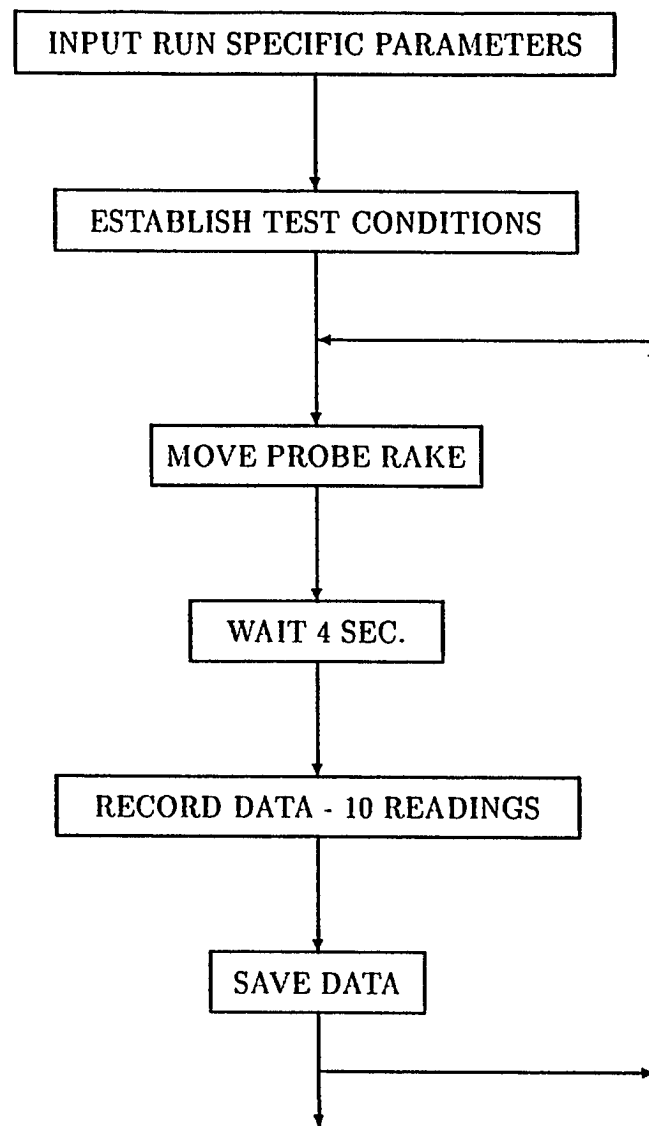 INPUT RUN SPECIFIC PARAMETERS
ESTABLISH TEST CONDITIONS
MOVE PROBE RAKE
WAIT 4 SEC.
RECORD DATA - 10 READINGS
SAVE DATA